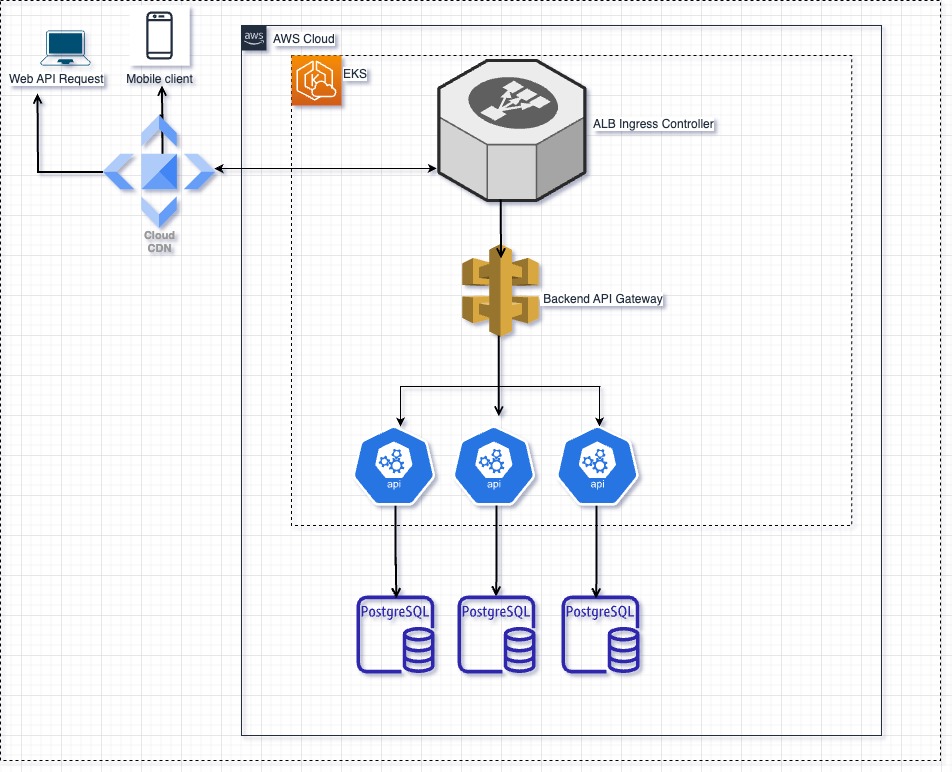 aws
AWS Cloud
Web API Request
Mobile client
EKS
ALB Ingress Controller
Cloud
CDN
Backend API Gateway
api
api
api
PostgreSQL
PostgreSQL
PostgreSQL